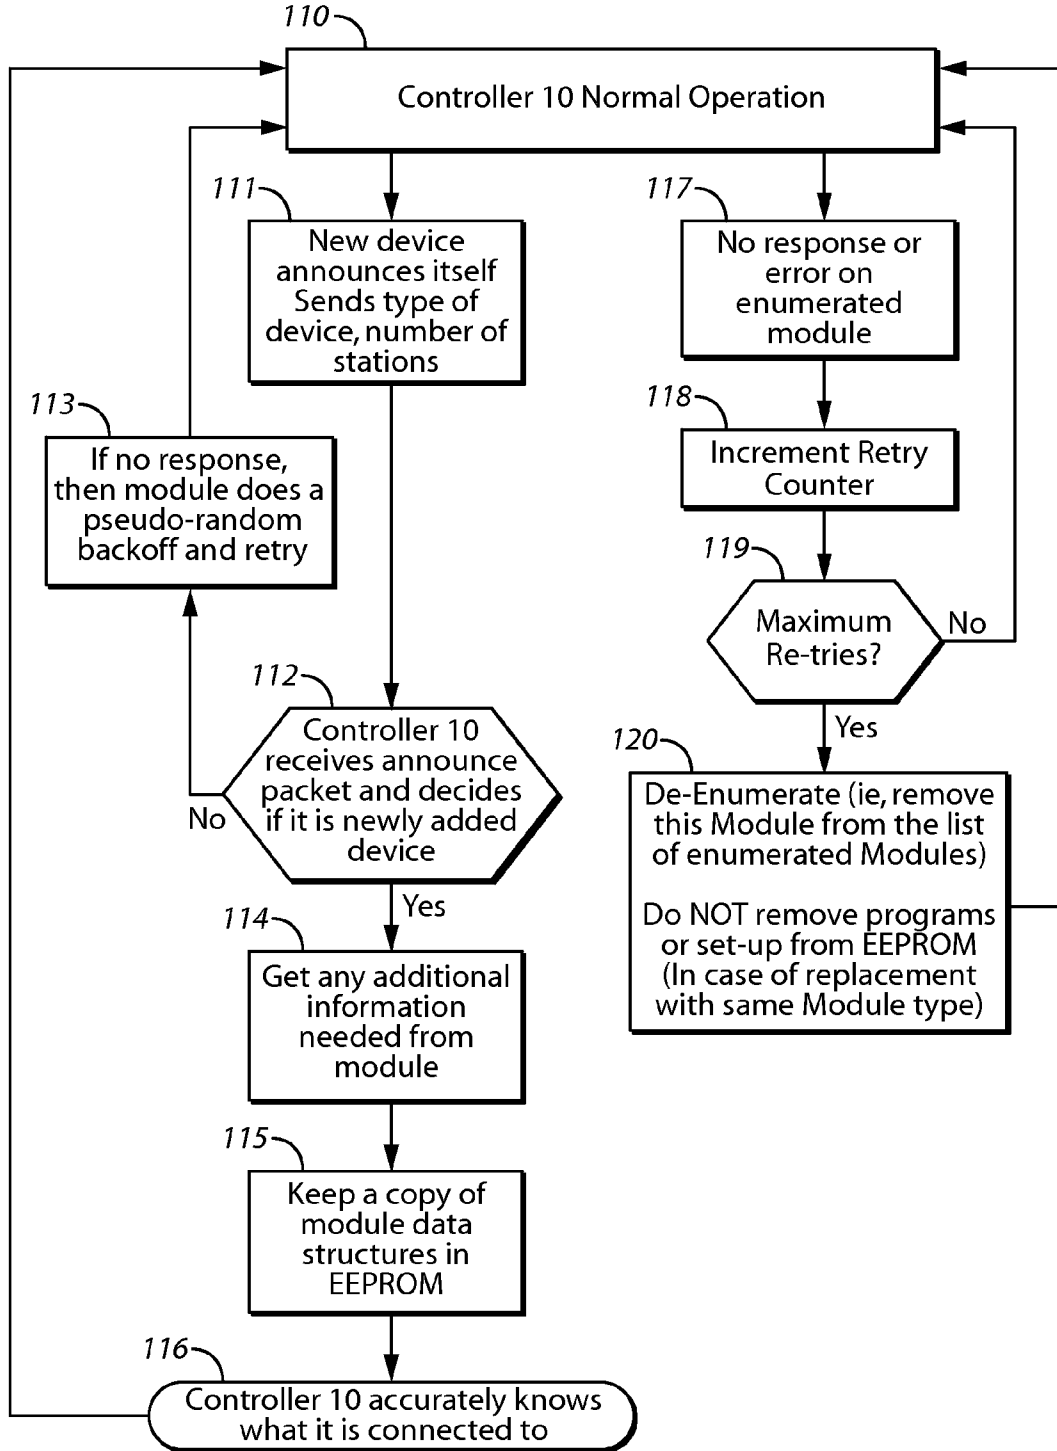 110
Controller 10 Normal Operation
111
New device
announces itself
Sends type of
device, number of
stations
117
No response or
error on
enumerated
module
113
If no response,
then module does a
pseudo-random
backoff and retry
118
Increment Retry
Counter
119
Maximum
Re-tries?
No
Yes
112
Controller 10
receives announce
packet and decides
if it is newly added
device
No
Yes
120
De-Enumerate (ie, remove
this Module from the list
of enumerated Modules)
Do NOT remove programs
or set-up from EEPROM
(In case of replacement
with same Module type)
114
Get any additional
information
needed from
module
115
Keep a copy of
module data
structures in
EEPROM
116
Controller 10 accurately knows
what it is connected to